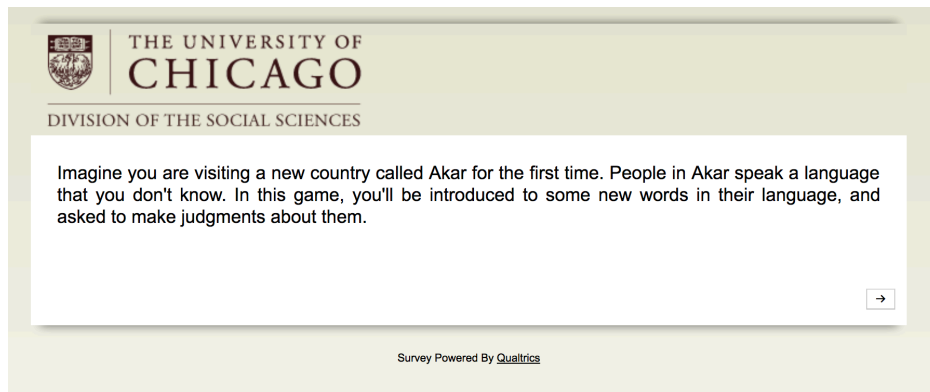 THE UNIVERSITY OF
CHICAGO
DIVISION OF THE SOCIAL SCIENCES
Imagine you are visiting a new country called Akar for the first time. People in Akar speak a language
that you don't know. In this game, you'll be introduced to some new words in their language, and
asked to make judgments about them.
→
Survey Powered By Qualtrics